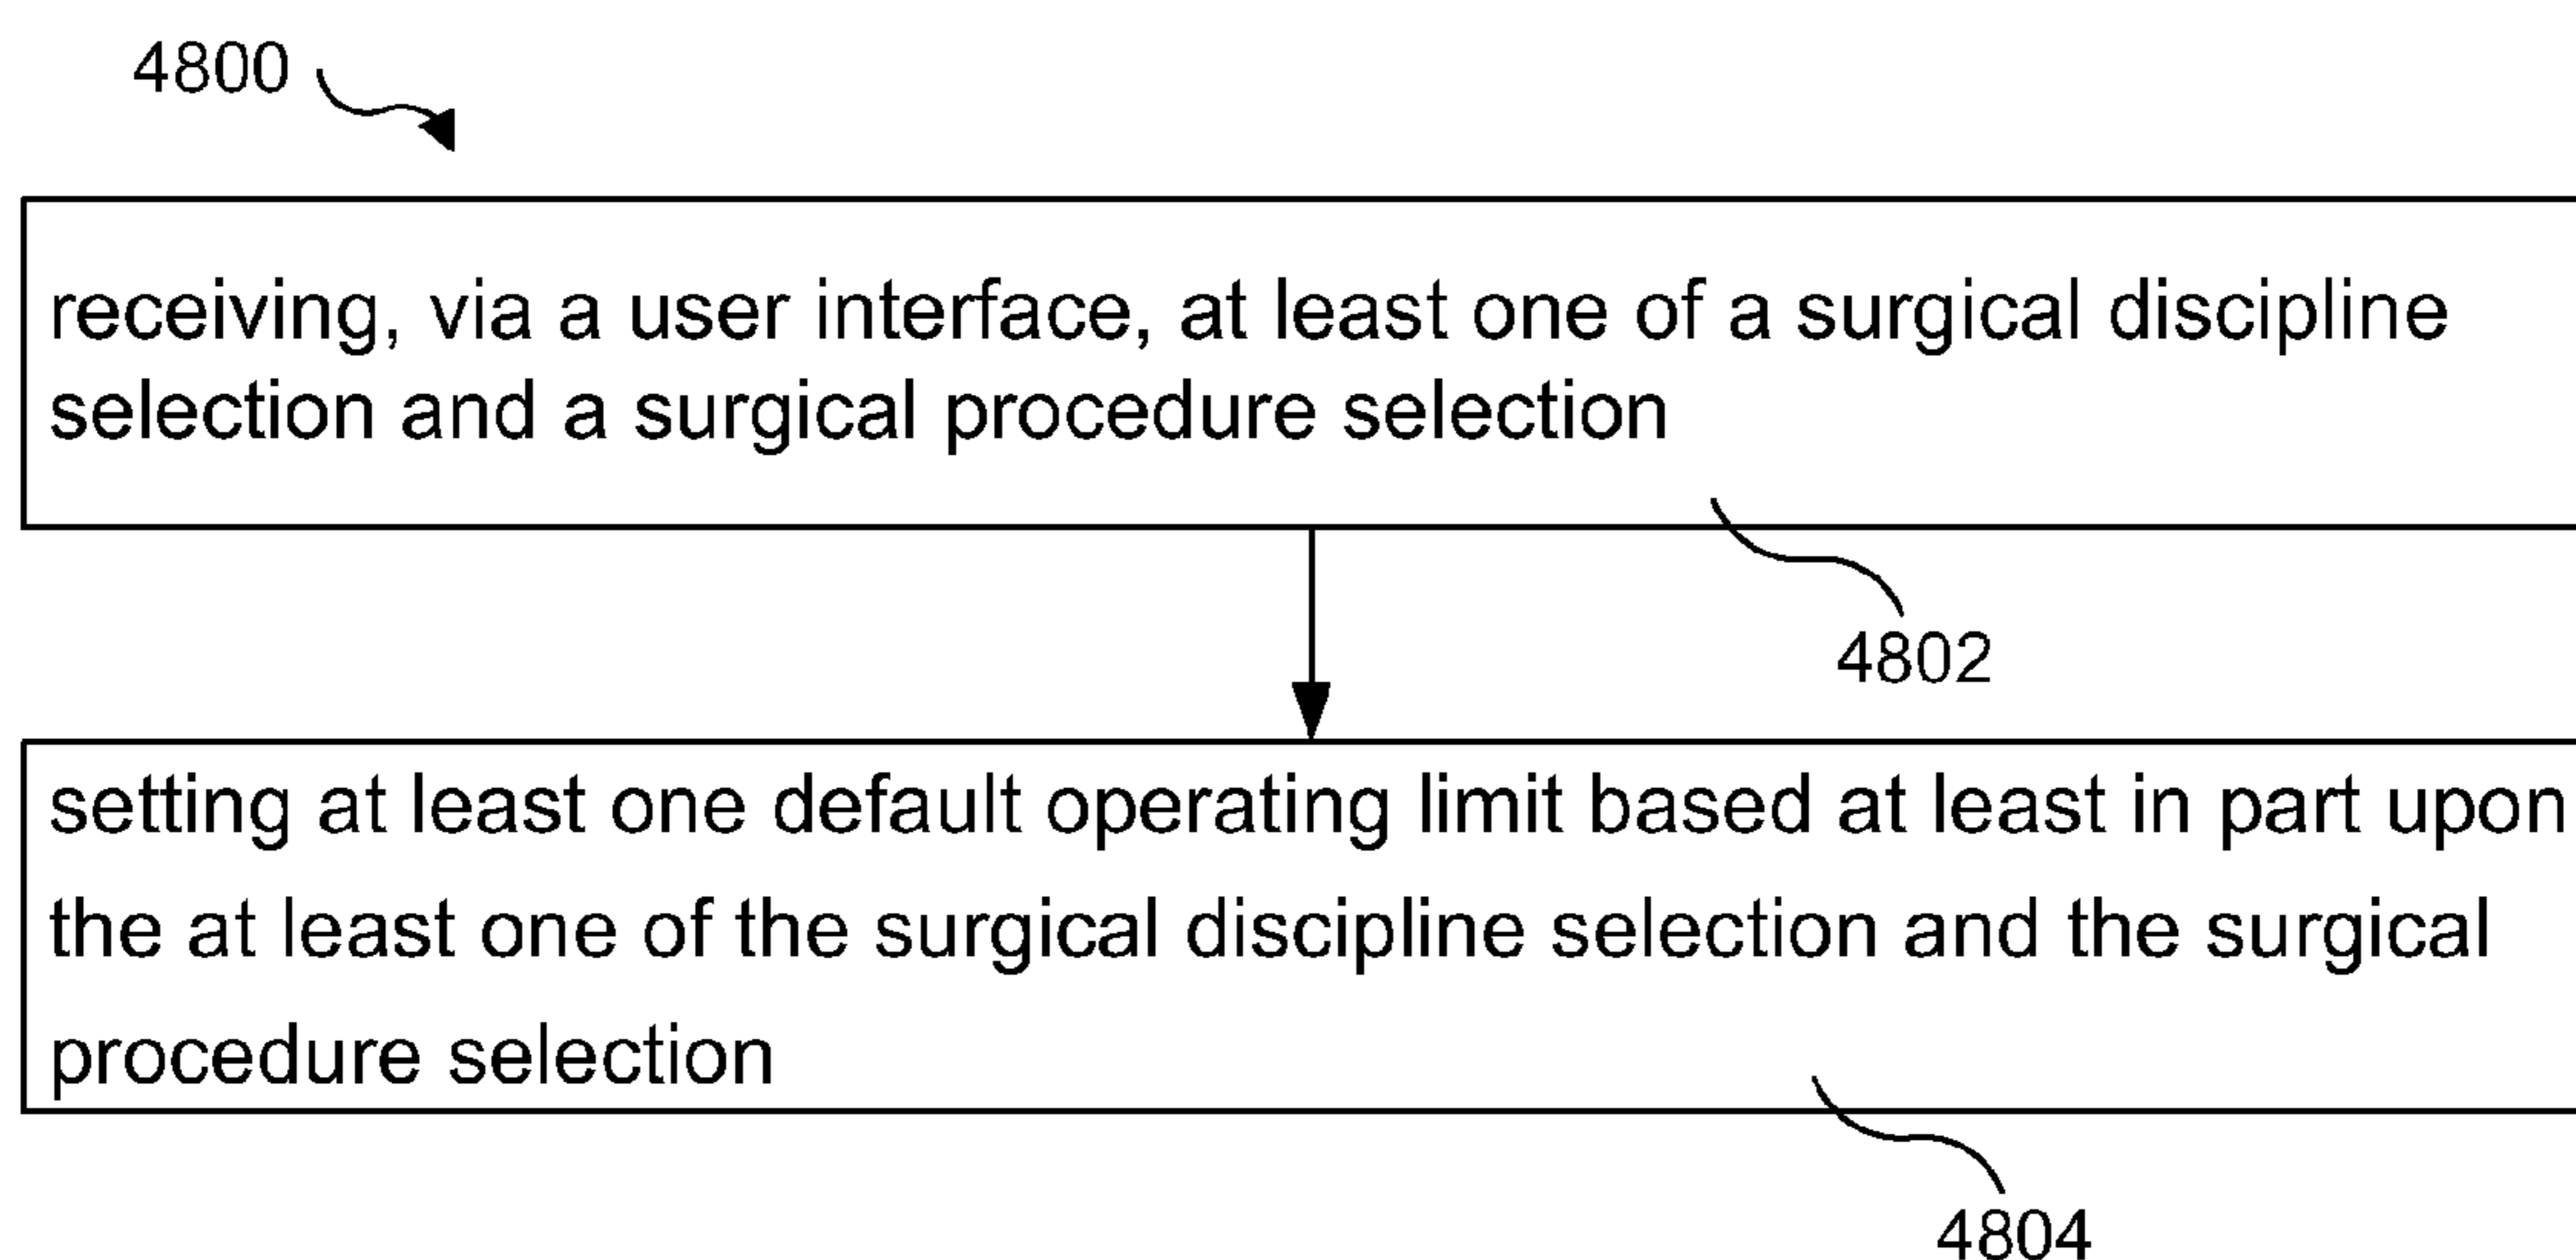 4800
receiving, via a user interface, at least one of a surgical discipline
selection and a surgical procedure selection
4802
setting at least one default operating limit based at least in part upon
the at least one of the surgical discipline selection and the surgical
procedure selection
4804